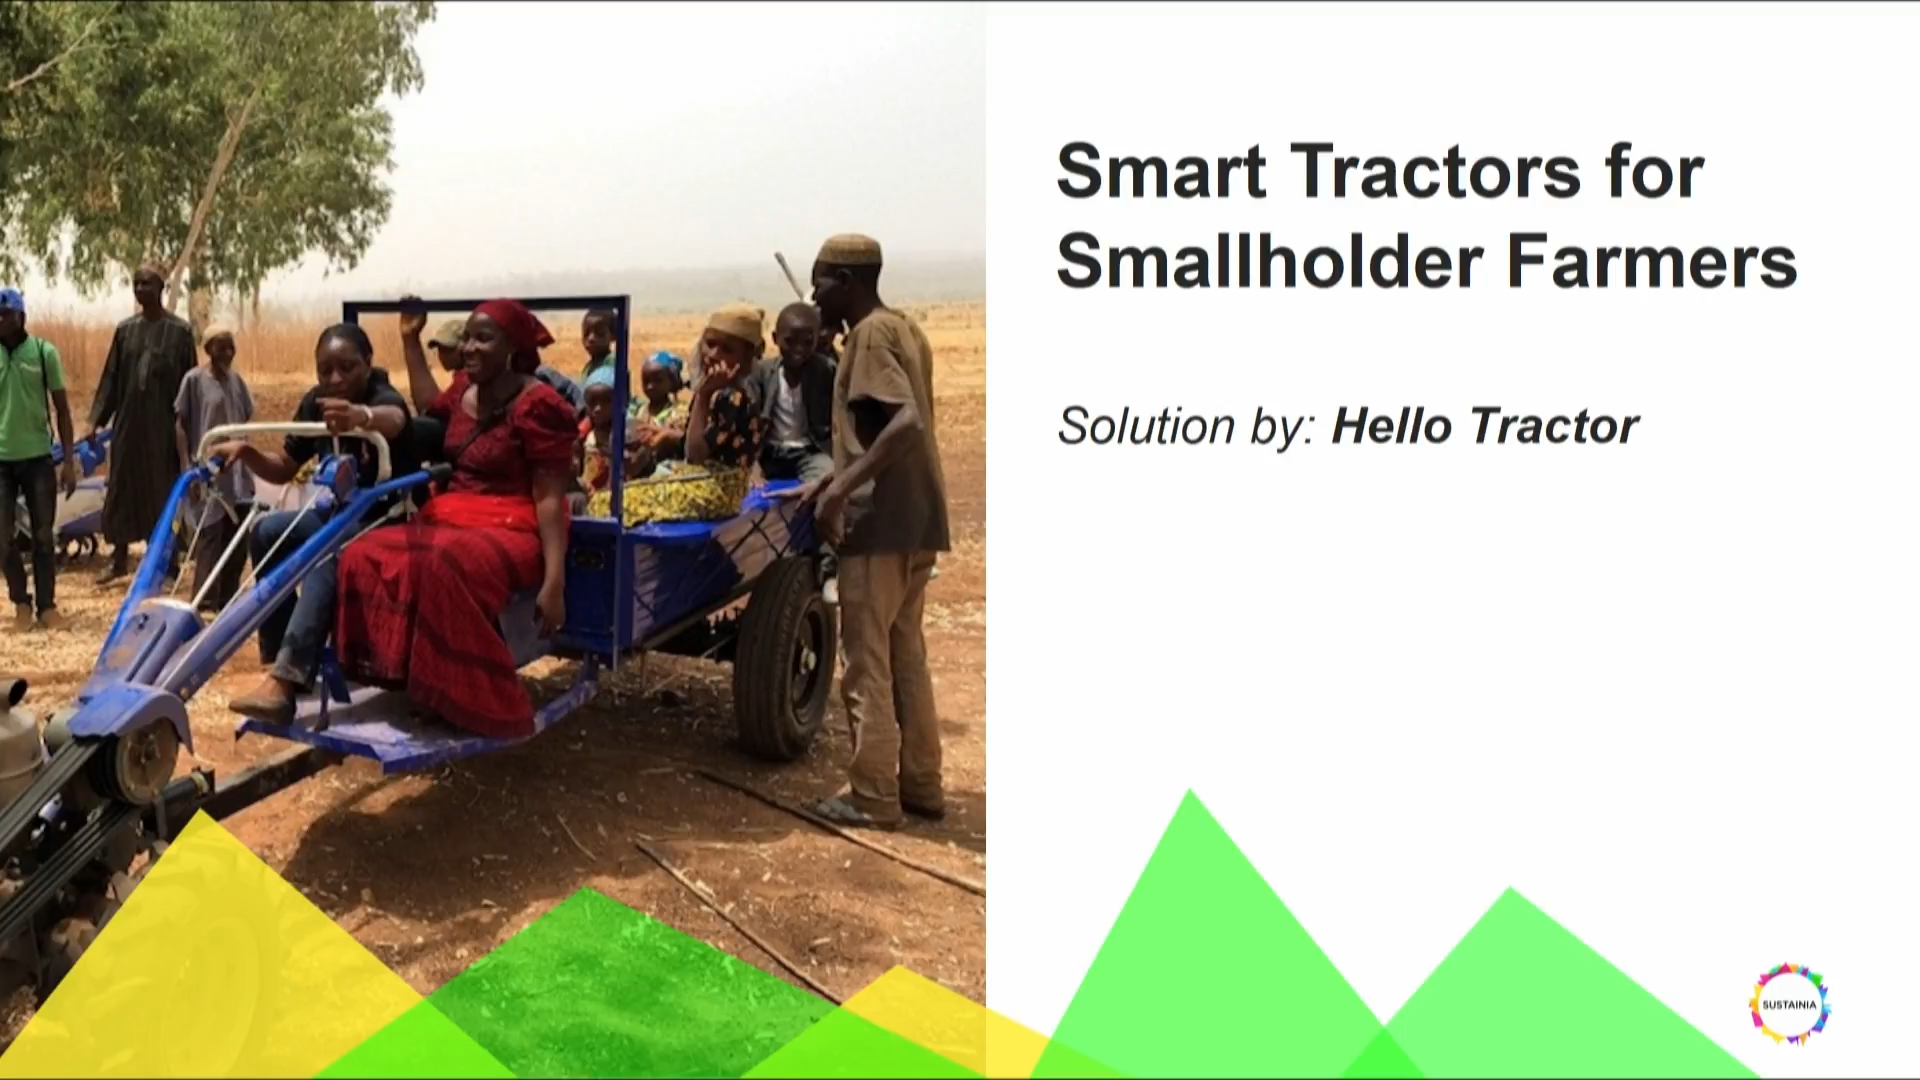 Smart Tractors for
Smallholder Farmers
Solution by: Hello Tractor
SUSTAINIA